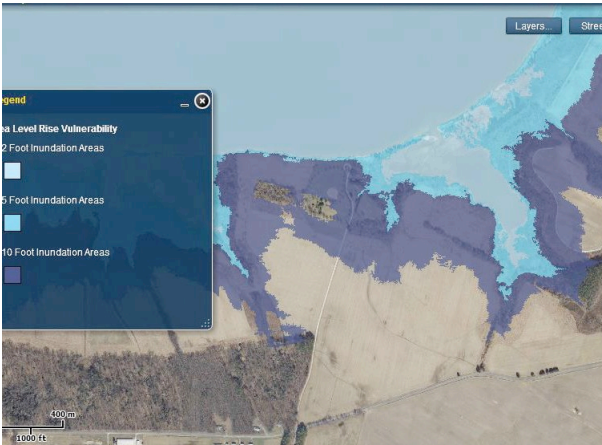 Layers...
Stree
egend
ea Level Rise Vulnerability
2 Foot Inundation Areas
5 Foot Inundation Areas
10 Foot Inundation Areas
400 m
1000 ft